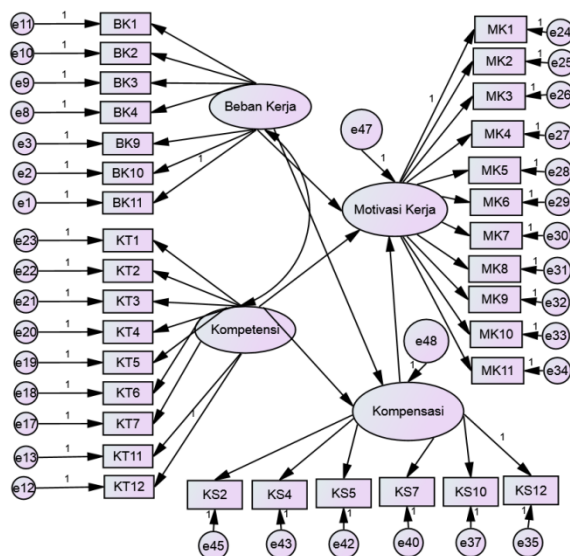 e11 1 BK1
e10 1 BK2
e9 1 BK3
e8 1 BK4
e3 1 BK9
e2 1 BK10
e1 1 BK11
1
Beban Kerja
e23 1 KT1
e22 1 KT2
e21 1 KT3
e20 1 KT4
e19 1 KT5
e18 1 KT6
e17 1 KT7
e13 1 KT11
e12 1 KT12
1
Kompetensi
e47
1
Motivasi Kerja
1
MK1 1 e24
MK2 1 e25
MK3 1 e26
MK4 1 e27
MK5 1 e28
MK6 1 e29
MK7 1 e30
MK8 1 e31
MK9 1 e32
MK10 1 e33
MK11 1 e34
e48
1
Kompensasi
1
KS2 KS4 KS5 KS7 KS10 KS12
1 1 1 1 1 1
e45 e43 e42 e40 e37 e35